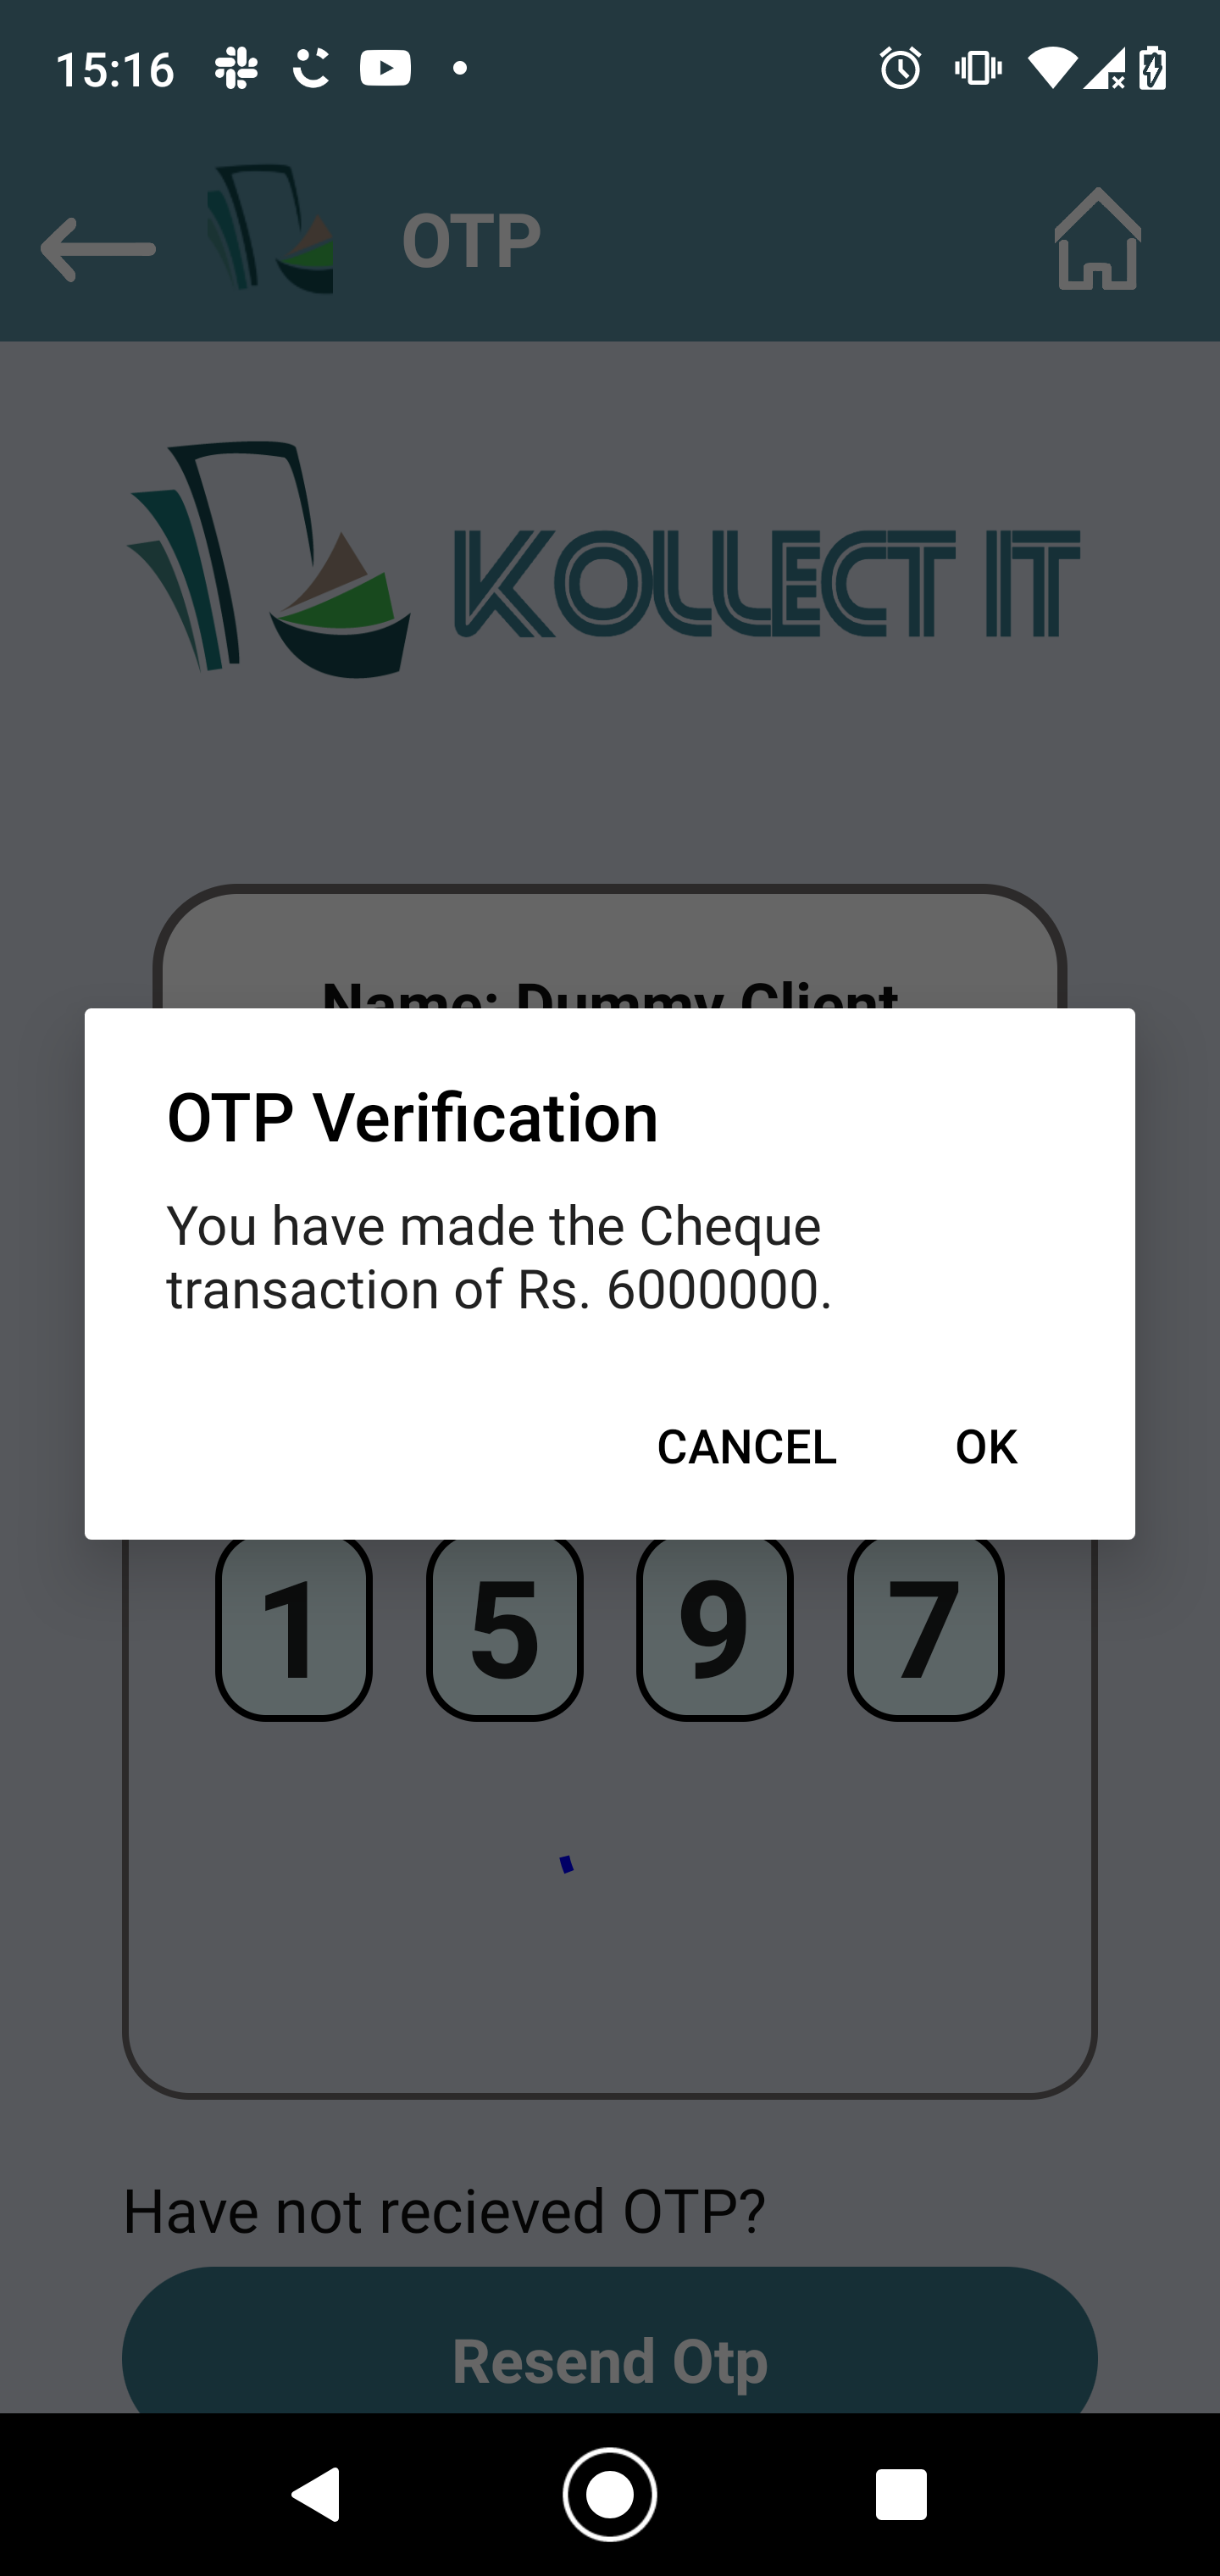 15:16
OTP
KOLLECT IT
Name: Dummy Client
OTP Verification
You have made the Cheque
transaction of Rs. 6000000.
CANCEL OK
1 5 9 7
Have not recieved OTP?
Resend Otp